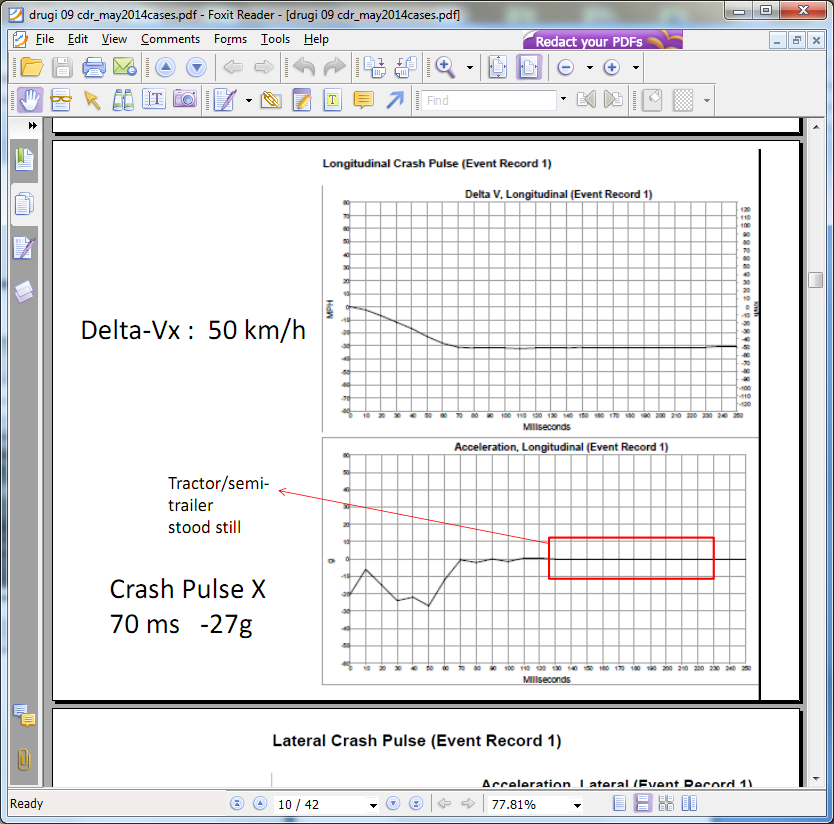 drugi 09 cdr_may2014cases.pdf - Foxit Reader - [drugi 09 cdr_may2014cases.pdf]
File Edit View Comments Forms Tools Help
Redact your PDFs
Find
Longitudinal Crash Pulse (Event Record 1)
Delta V, Longitudinal (Event Record 1)
80
70
60
50
40
30
20
10
0
-10
-20
-30
-40
-50
-60
-70
-80
MPH
120
110
100
90
80
70
60
50
40
30
20
10
0
-10
-20
-30
-40
-50
-60
-70
-80
-90
-100
-110
-120
km/h
0 10 20 30 40 50 60 70 80 90 100 110 120 130 140 150 160 170 180 190 200 210 220 230 240 250
Milliseconds
Delta-Vx : 50 km/h
Acceleration, Longitudinal (Event Record 1)
60
50
40
30
20
10
0
-10
-20
-30
-40
-50
-60
g
0 10 20 30 40 50 60 70 80 90 100 110 120 130 140 150 160 170 180 190 200 210 220 230 240 250
Milliseconds
Tractor/semi-
trailer
stood still
Crash Pulse X
70 ms -27g
Lateral Crash Pulse (Event Record 1)
Acceleration, Lateral (Event Record 1)
Ready
10 / 42
77.81%